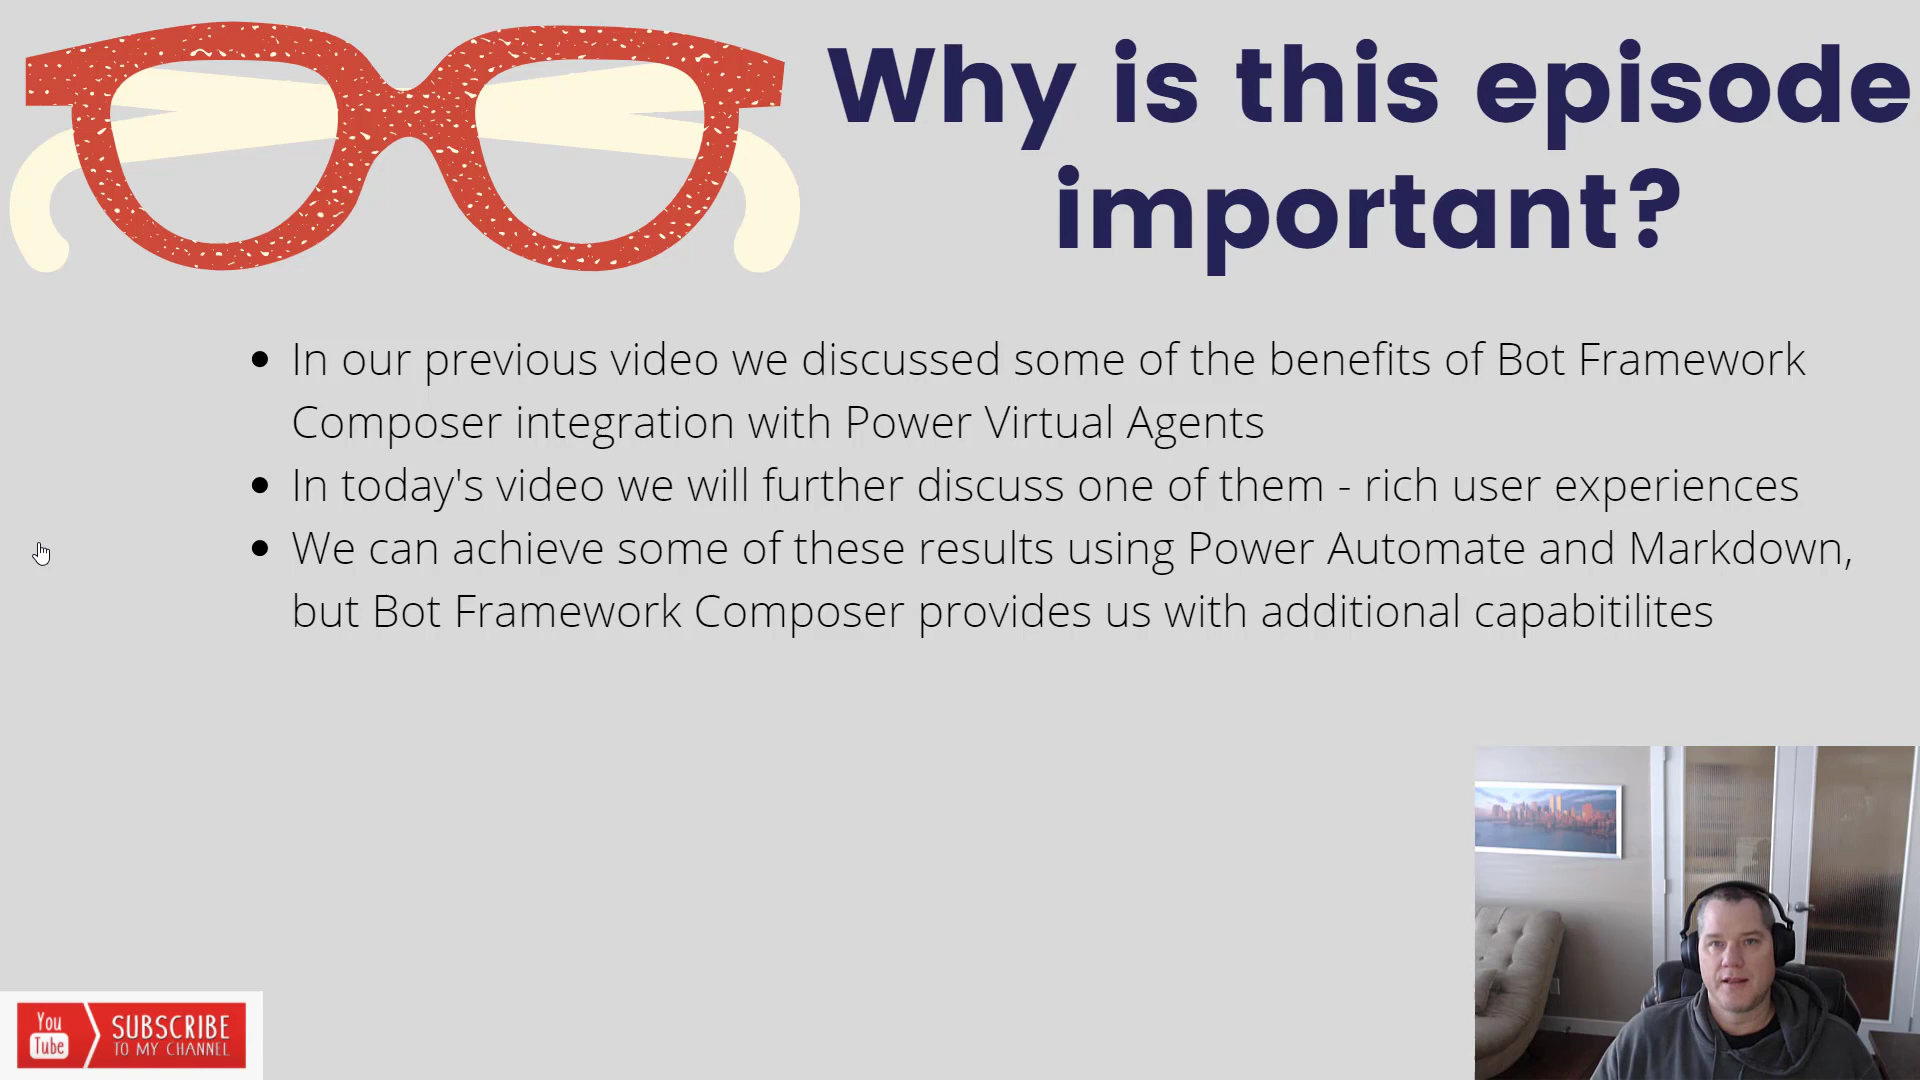 Why is this episode
important?
In our previous video we discussed some of the benefits of Bot Framework
Composer integration with Power Virtual Agents
In today's video we will further discuss one of them - rich user experiences
We can achieve some of these results using Power Automate and Markdown,
but Bot Framework Composer provides us with additional capabitilites
You
Tube
SUBSCRIBE
TO MY CHANNEL